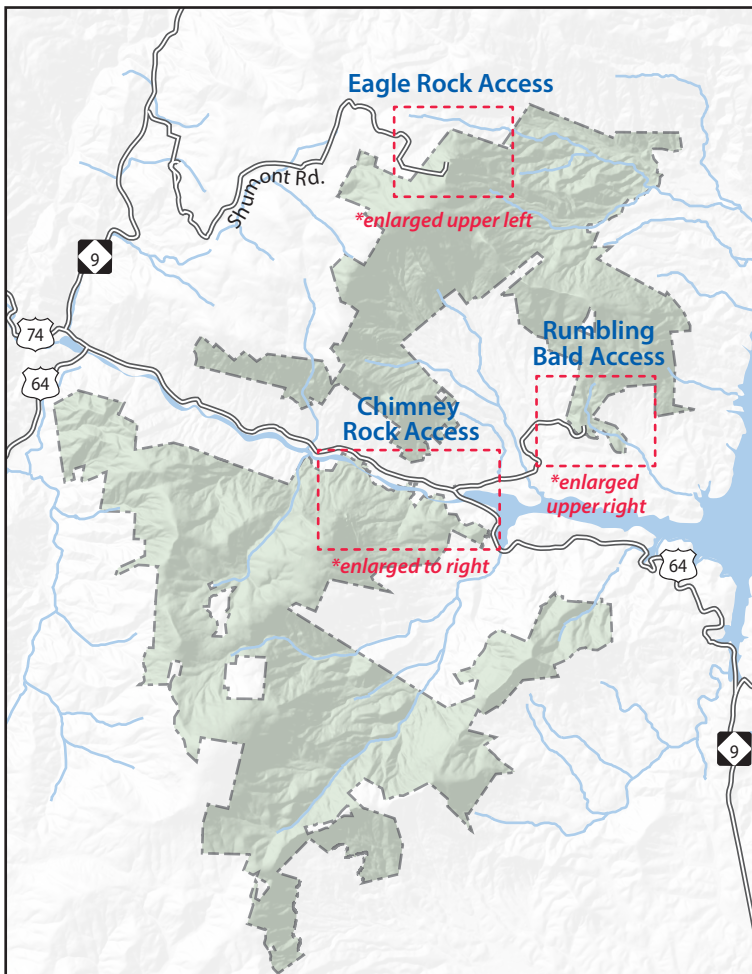 Eagle Rock Access
Shumont Rd.
*enlarged upper left
9
74
64
Rumbling
Bald Access
Chimney
Rock Access
*enlarged
upper right
*enlarged to right
64
9